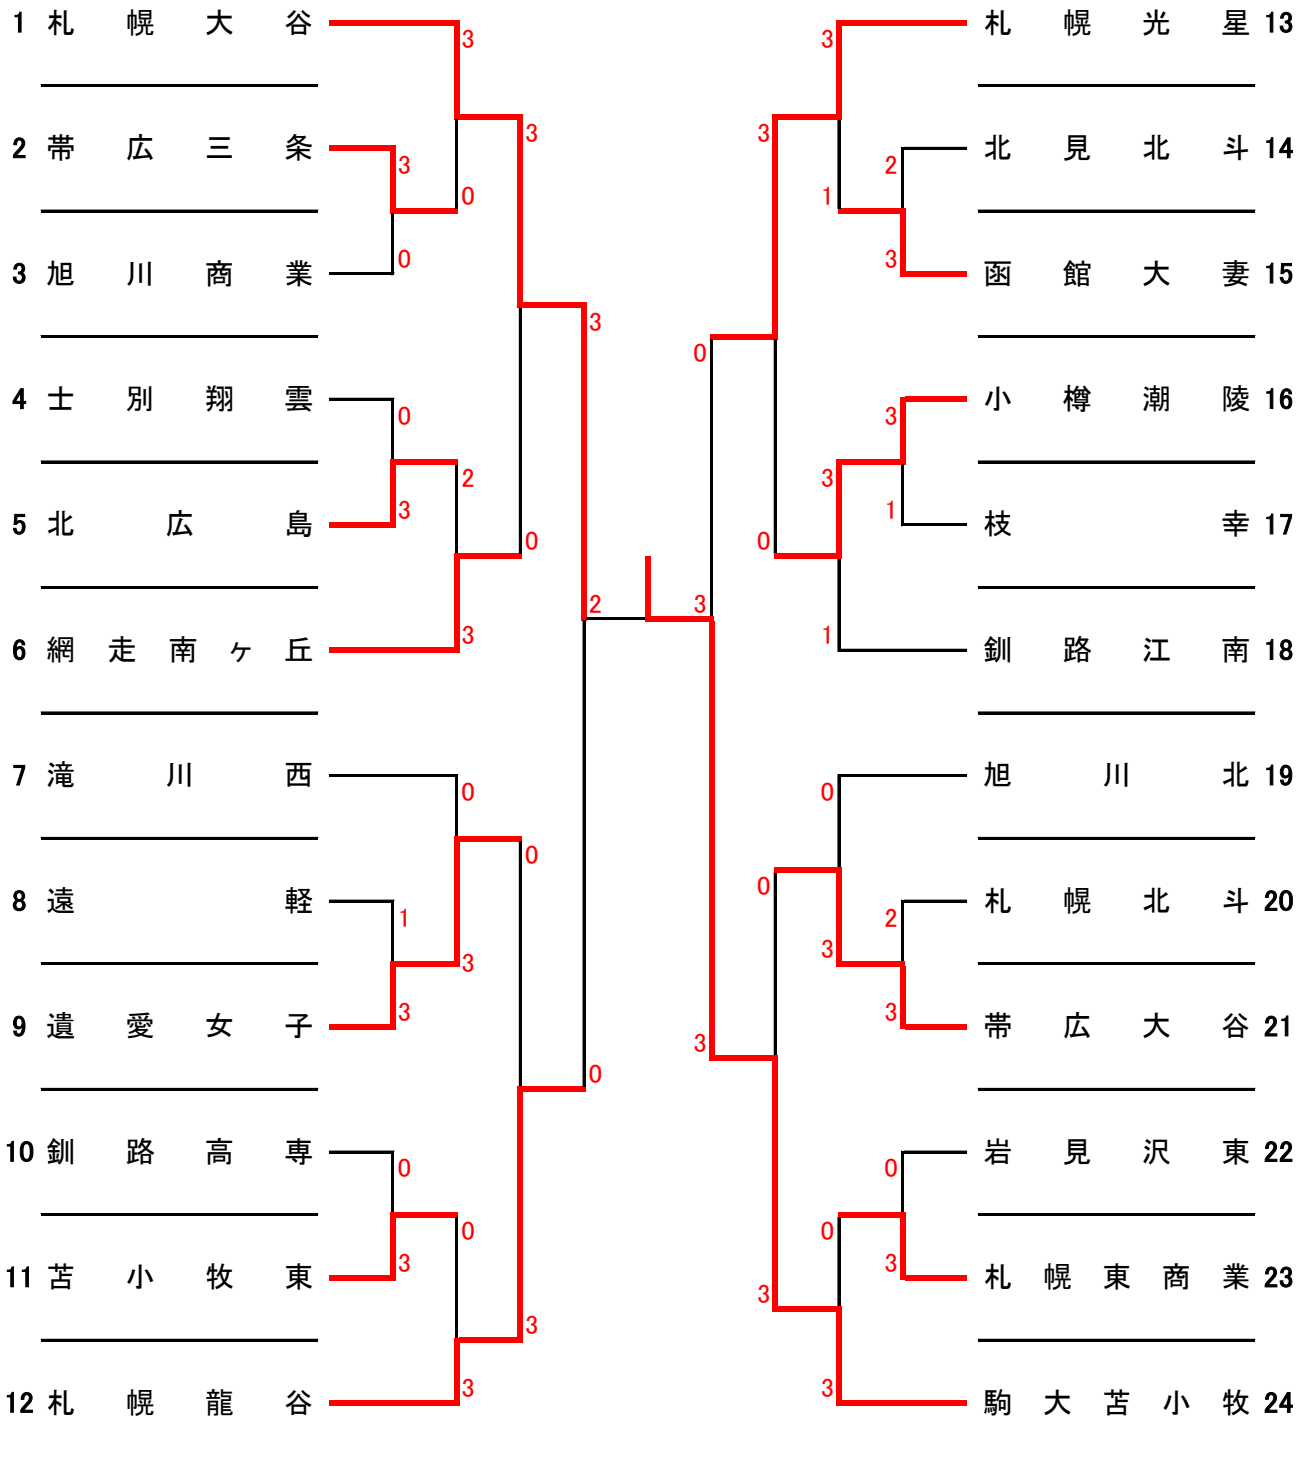 1 札幌大谷
2 帯広三条
3 旭川商業
4 士別翔雲
5 北広島
6 網走南ヶ丘
7 滝川西
8 遠軽
9 遺愛女子
10 釧路高専
11 苫小牧東
12 札幌龍谷
3
3
0
0
0
3
2
3
3
0
3
0
1
3
3
0
0
3
0
3
3
0
2
3
札幌光星 13
北見北斗 14
函館大妻 15
小樽潮陵 16
枝幸 17
釧路江南 18
旭川北 19
札幌北斗 20
帯広大谷 21
岩見沢東 22
札幌東商業 23
駒大苫小牧 24
3
2
1
3
3
3
1
1
3
0
0
2
3
3
0
0
3
3
0
3
0
3